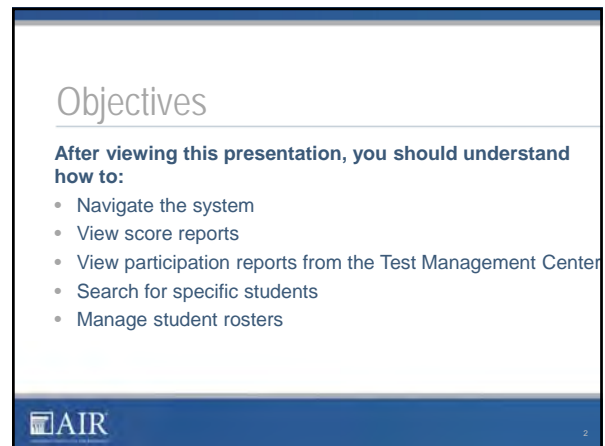 Objectives
After viewing this presentation, you should understand
how to:
• Navigate the system
• View score reports
• View participation reports from the Test Management Center
• Search for specific students
• Manage student rosters
AIR
2